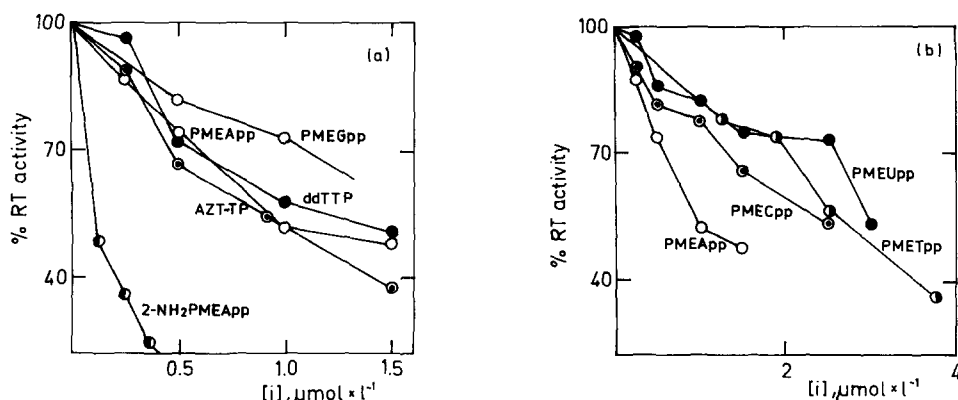 100
(a)
PMEApp
PMEGpp
70
% RT activity
AZT-TP
ddTTP
40
2-NH₂PMEApp
0.5
1.0
1.5
[i], µmol × l⁻¹
100
(b)
70
% RT activity
PMEUpp
PMECpp
PMEApp
PMETpp
40
2
4
[i], µmol × l⁻¹